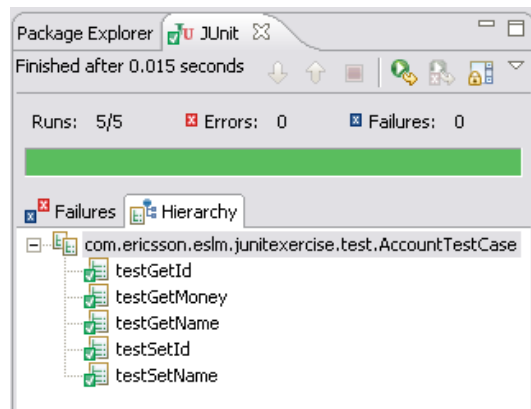 Package Explorer JUnit
Finished after 0.015 seconds
Runs: 5/5 Errors: 0 Failures: 0
Failures Hierarchy
com.ericsson.eslm.junitexercise.test.AccountTestCase
testGetId
testGetMoney
testGetName
testSetId
testSetName